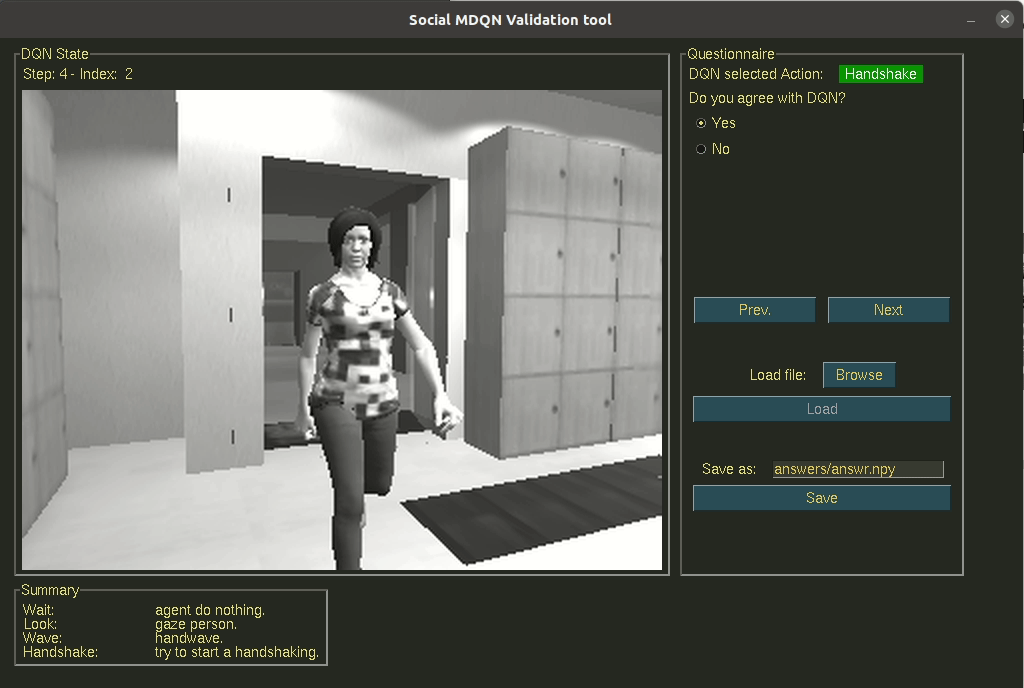 Social MDQN Validation tool
DQN State
Step: 4 - Index: 2
Questionnaire
DQN selected Action: Handshake
Do you agree with DQN?
Yes
No
Prev. Next
Load file: Browse
Load
Save as: answers/answr.npy
Save
Summary
Wait: agent do nothing.
Look: gaze person.
Wave: handwave.
Handshake: try to start a handshaking.